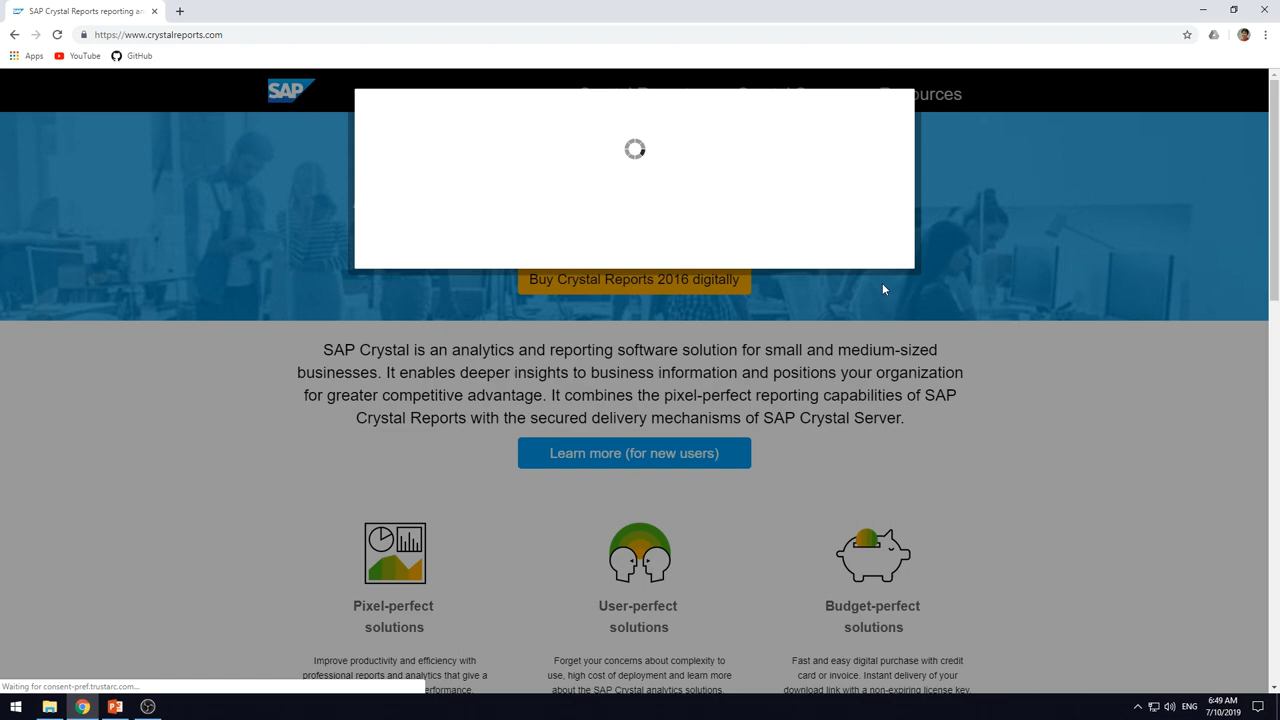 SAP Crystal Reports reporting an
https://www.crystalreports.com
Apps
YouTube
GitHub
SAP
Resources
Buy Crystal Reports 2016 digitally
SAP Crystal is an analytics and reporting software solution for small and medium-sized
businesses. It enables deeper insights to business information and positions your organization
for greater competitive advantage. It combines the pixel-perfect reporting capabilities of SAP
Crystal Reports with the secured delivery mechanisms of SAP Crystal Server.
Learn more (for new users)
Pixel-perfect
solutions
Improve productivity and efficiency with
professional reports and analytics that give a
performance.
User-perfect
solutions
Forget your concerns about complexity to
use, high cost of deployment and learn more
about the SAP Crystal analytics solutions.
Budget-perfect
solutions
Fast and easy digital purchase with credit
card or invoice. Instant delivery of your
download link with a non-expiring license key.
Waiting for consent-pref.trustarc.com...
ENG
6:49 AM
7/10/2019